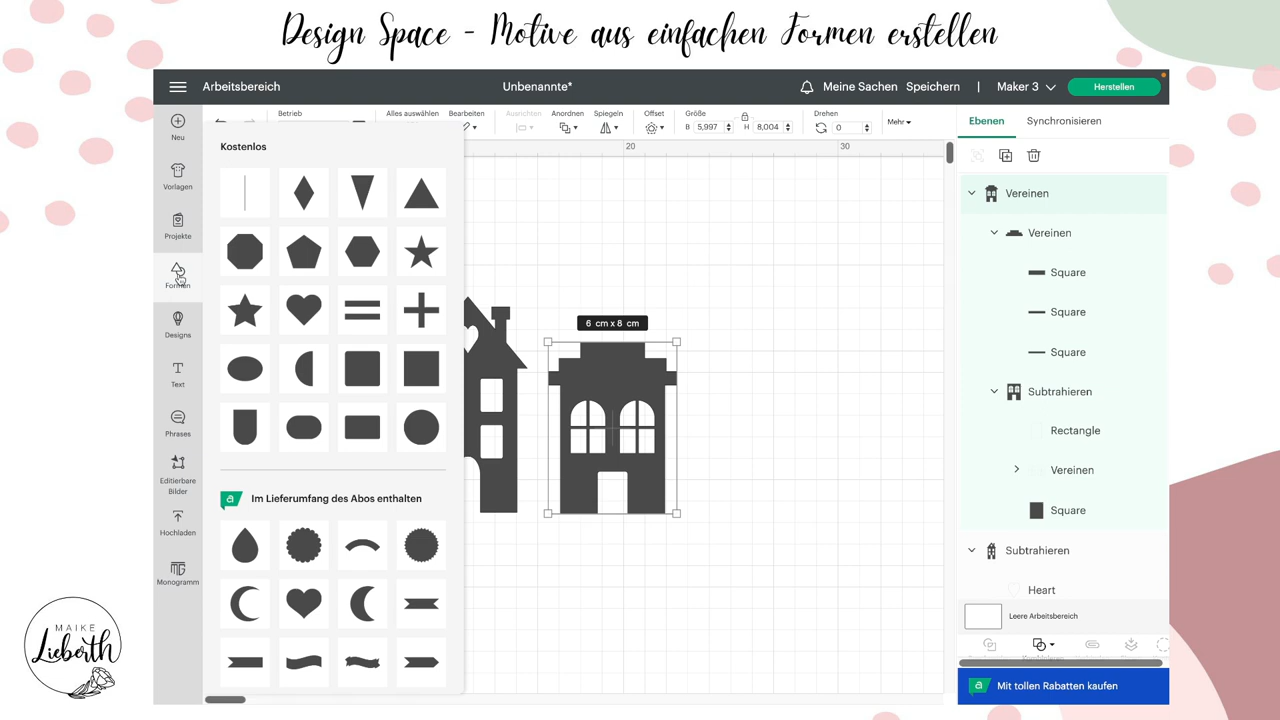 Design Space - Motive aus einfachen Formen erstellen
Arbeitsbereich
Unbenannte*
Meine Sachen
Speichern
|
Maker 3
Herstellen
Neu
Vorlagen
Projekte
Formen
Designs
Text
Phrases
Editierbare
Bilder
Hochladen
Monogramm
Betrieb
Alles auswählen
Bearbeiten
Ausrichten
Anordnen
Spiegeln
Offset
Größe
B 5,997
H 8,004
Drehen
0
Mehr
Kostenlos
Im Lieferumfang des Abos enthalten
20
30
6 cm x 8 cm
Ebenen
Synchronisieren
Vereinen
Vereinen
Square
Square
Square
Subtrahieren
Rectangle
Vereinen
Square
Subtrahieren
Heart
Leere Arbeitsbereich
a Mit tollen Rabatten kaufen
MAIKE
Lieberth